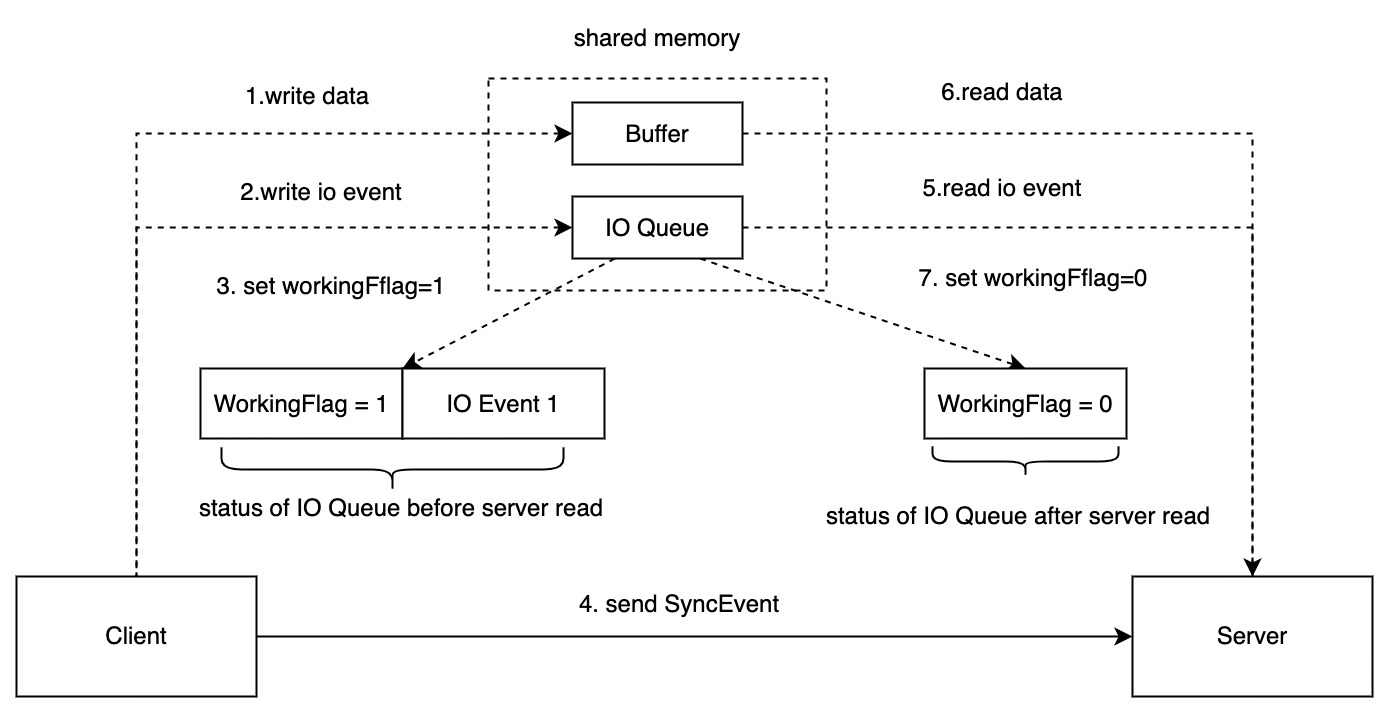 shared memory
1.write data
6.read data
Buffer
2.write io event
5.read io event
IO Queue
3. set workingFflag=1
7. set workingFflag=0
WorkingFlag = 1
IO Event 1
WorkingFlag = 0
status of IO Queue before server read
status of IO Queue after server read
4. send SyncEvent
Client
Server